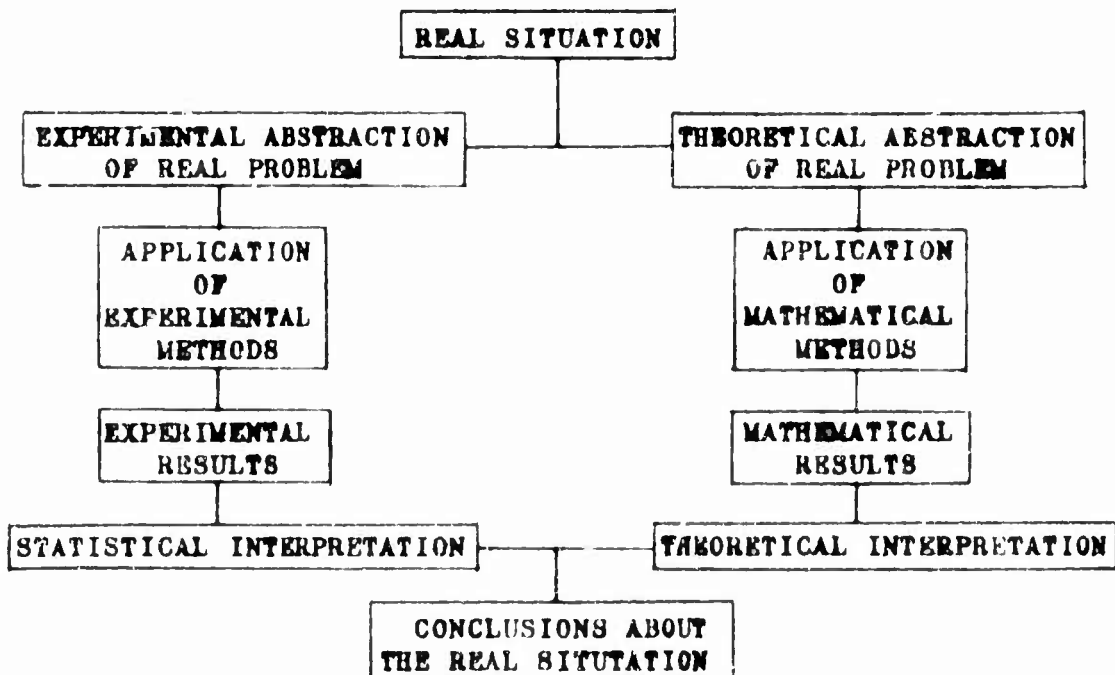 REAL SITUATION
EXPERIMENTAL ABSTRACTION
OF REAL PROBLEM
THEORETICAL ABSTRACTION
OF REAL PROBLEM
APPLICATION
OF
EXPERIMENTAL
METHODS
APPLICATION
OF
MATHEMATICAL
METHODS
EXPERIMENTAL
RESULTS
MATHEMATICAL
RESULTS
STATISTICAL INTERPRETATION
THEORETICAL INTERPRETATION
CONCLUSIONS ABOUT
THE REAL SITUTATION